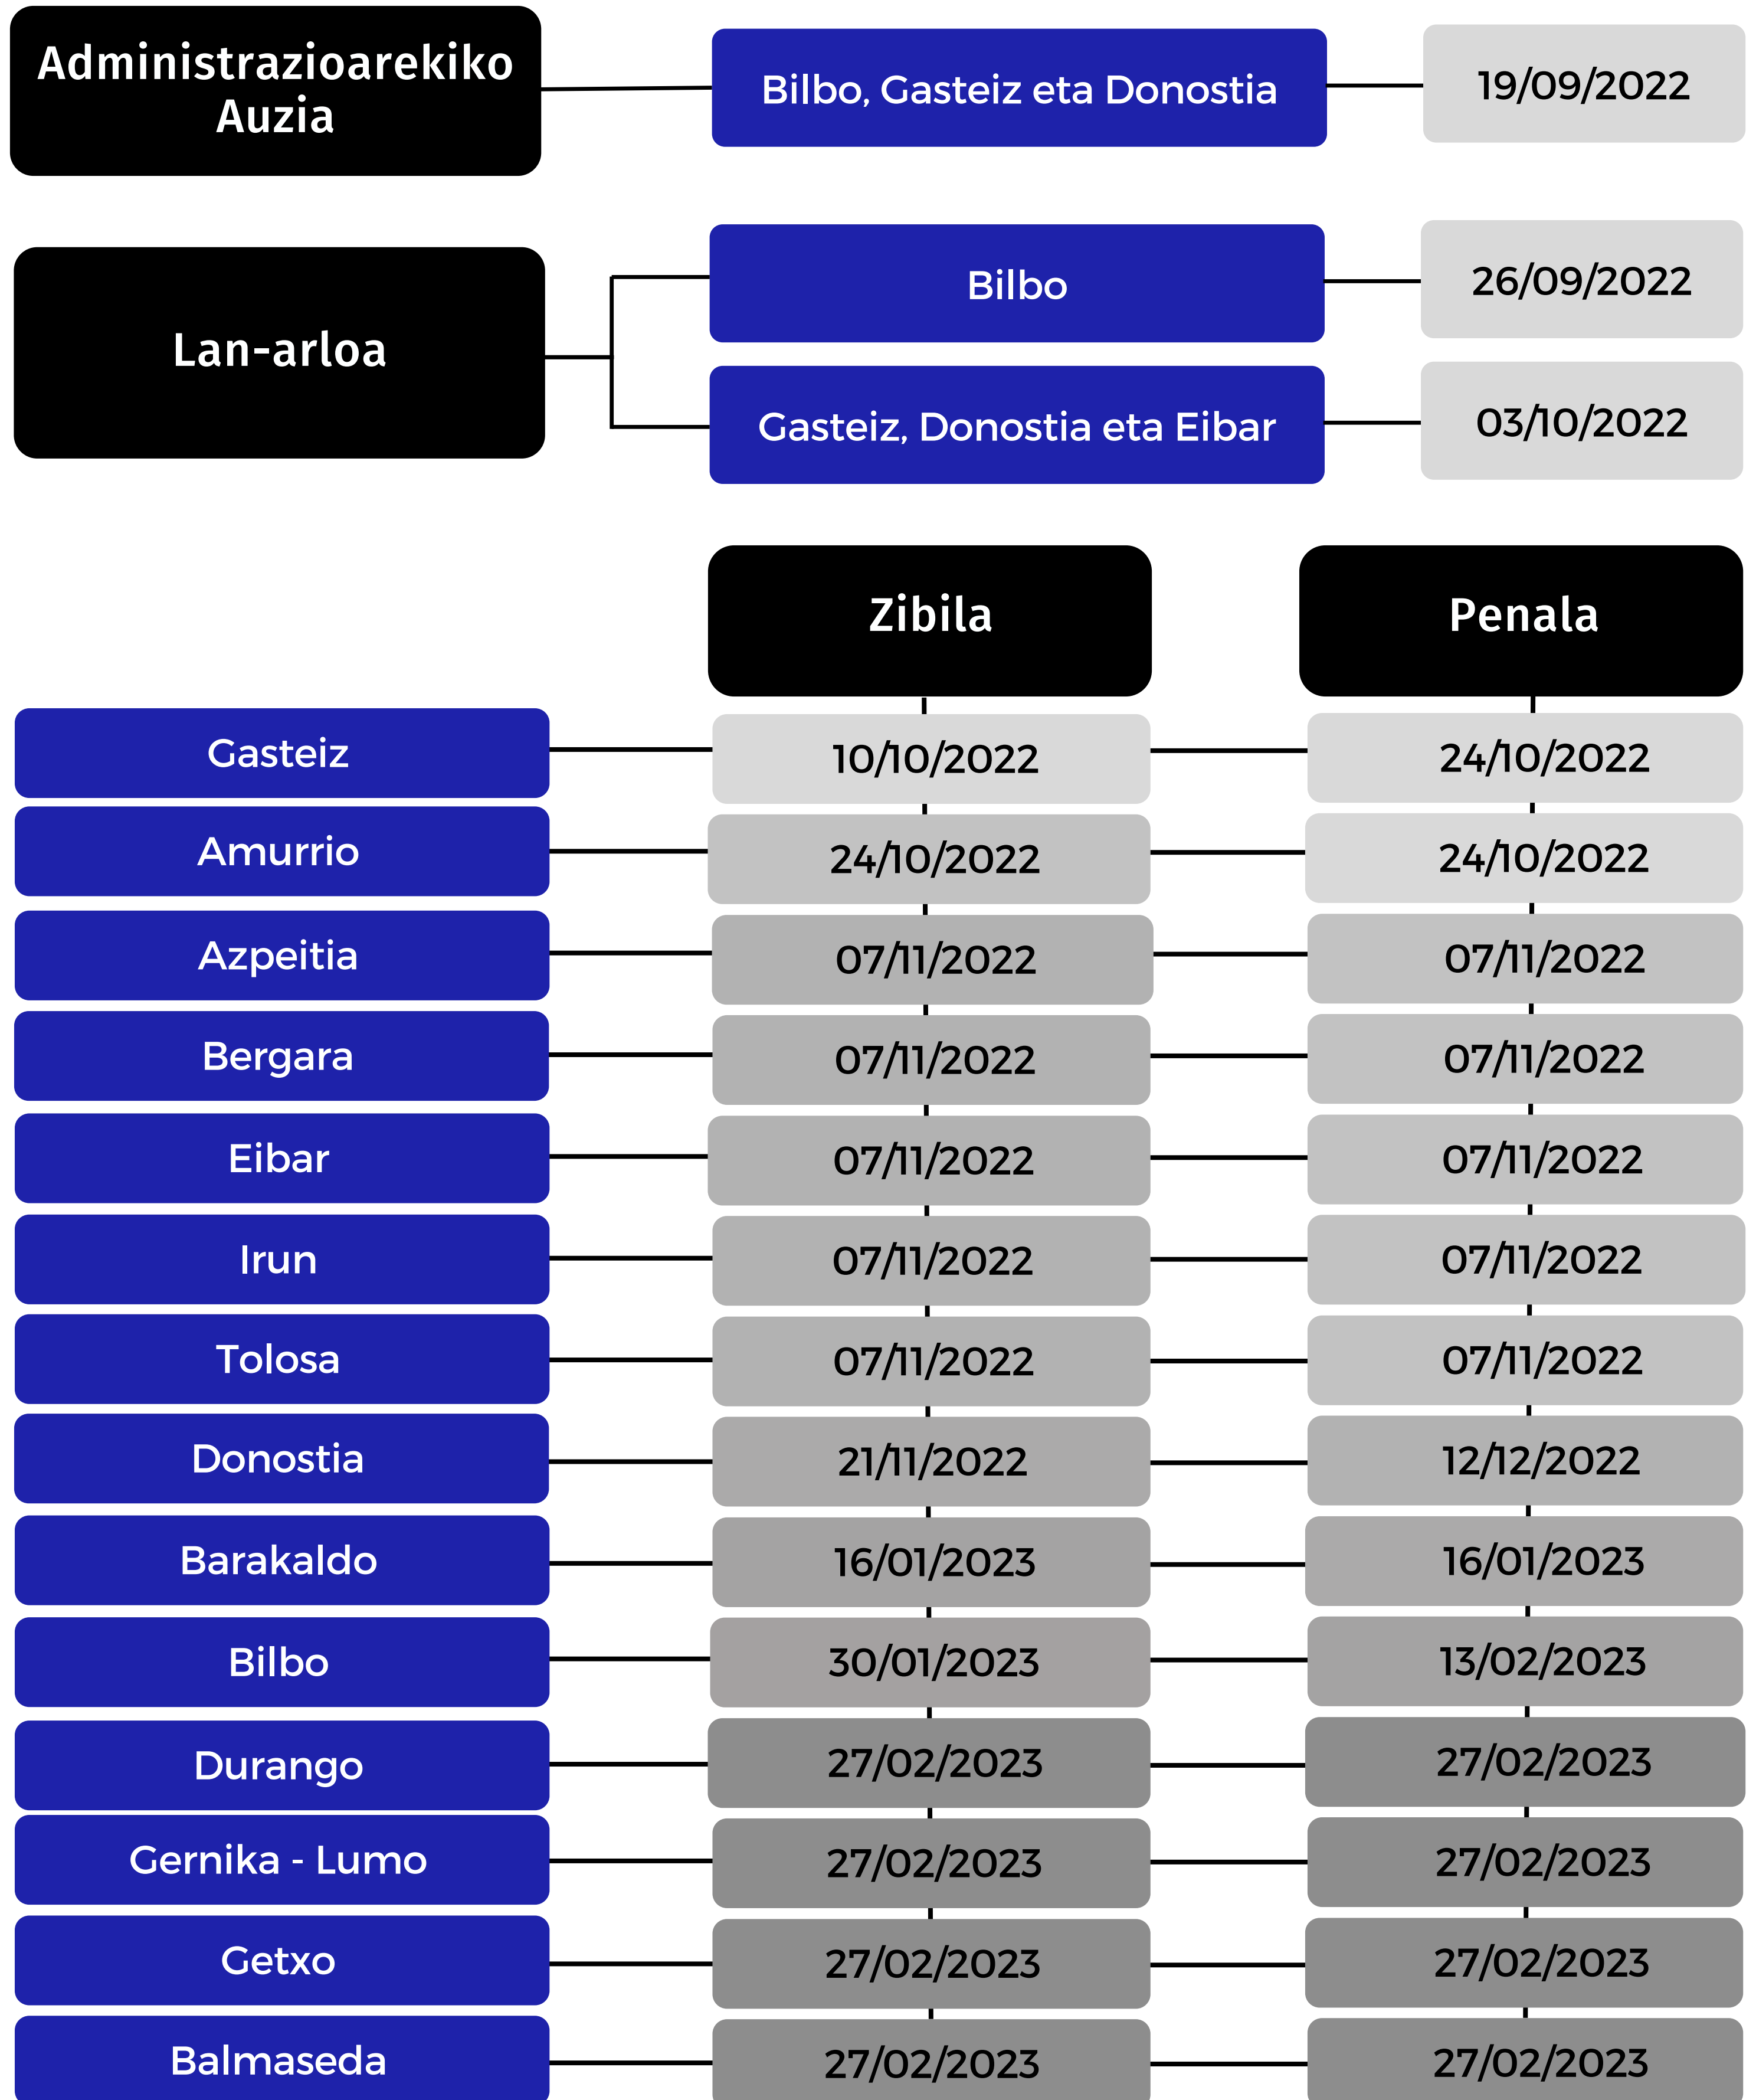 Administrazioarekiko
Auzia
Bilbo, Gasteiz eta Donostia
19/09/2022
Lan-arloa
Bilbo
26/09/2022
Gasteiz, Donostia eta Eibar
03/10/2022
Zibila
Penala
Gasteiz
10/10/2022
24/10/2022
Amurrio
24/10/2022
24/10/2022
Azpeitia
07/11/2022
07/11/2022
Bergara
07/11/2022
07/11/2022
Eibar
07/11/2022
07/11/2022
Irun
07/11/2022
07/11/2022
Tolosa
07/11/2022
07/11/2022
Donostia
21/11/2022
12/12/2022
Barakaldo
16/01/2023
16/01/2023
Bilbo
30/01/2023
13/02/2023
Durango
27/02/2023
27/02/2023
Gernika - Lumo
27/02/2023
27/02/2023
Getxo
27/02/2023
27/02/2023
Balmaseda
27/02/2023
27/02/2023